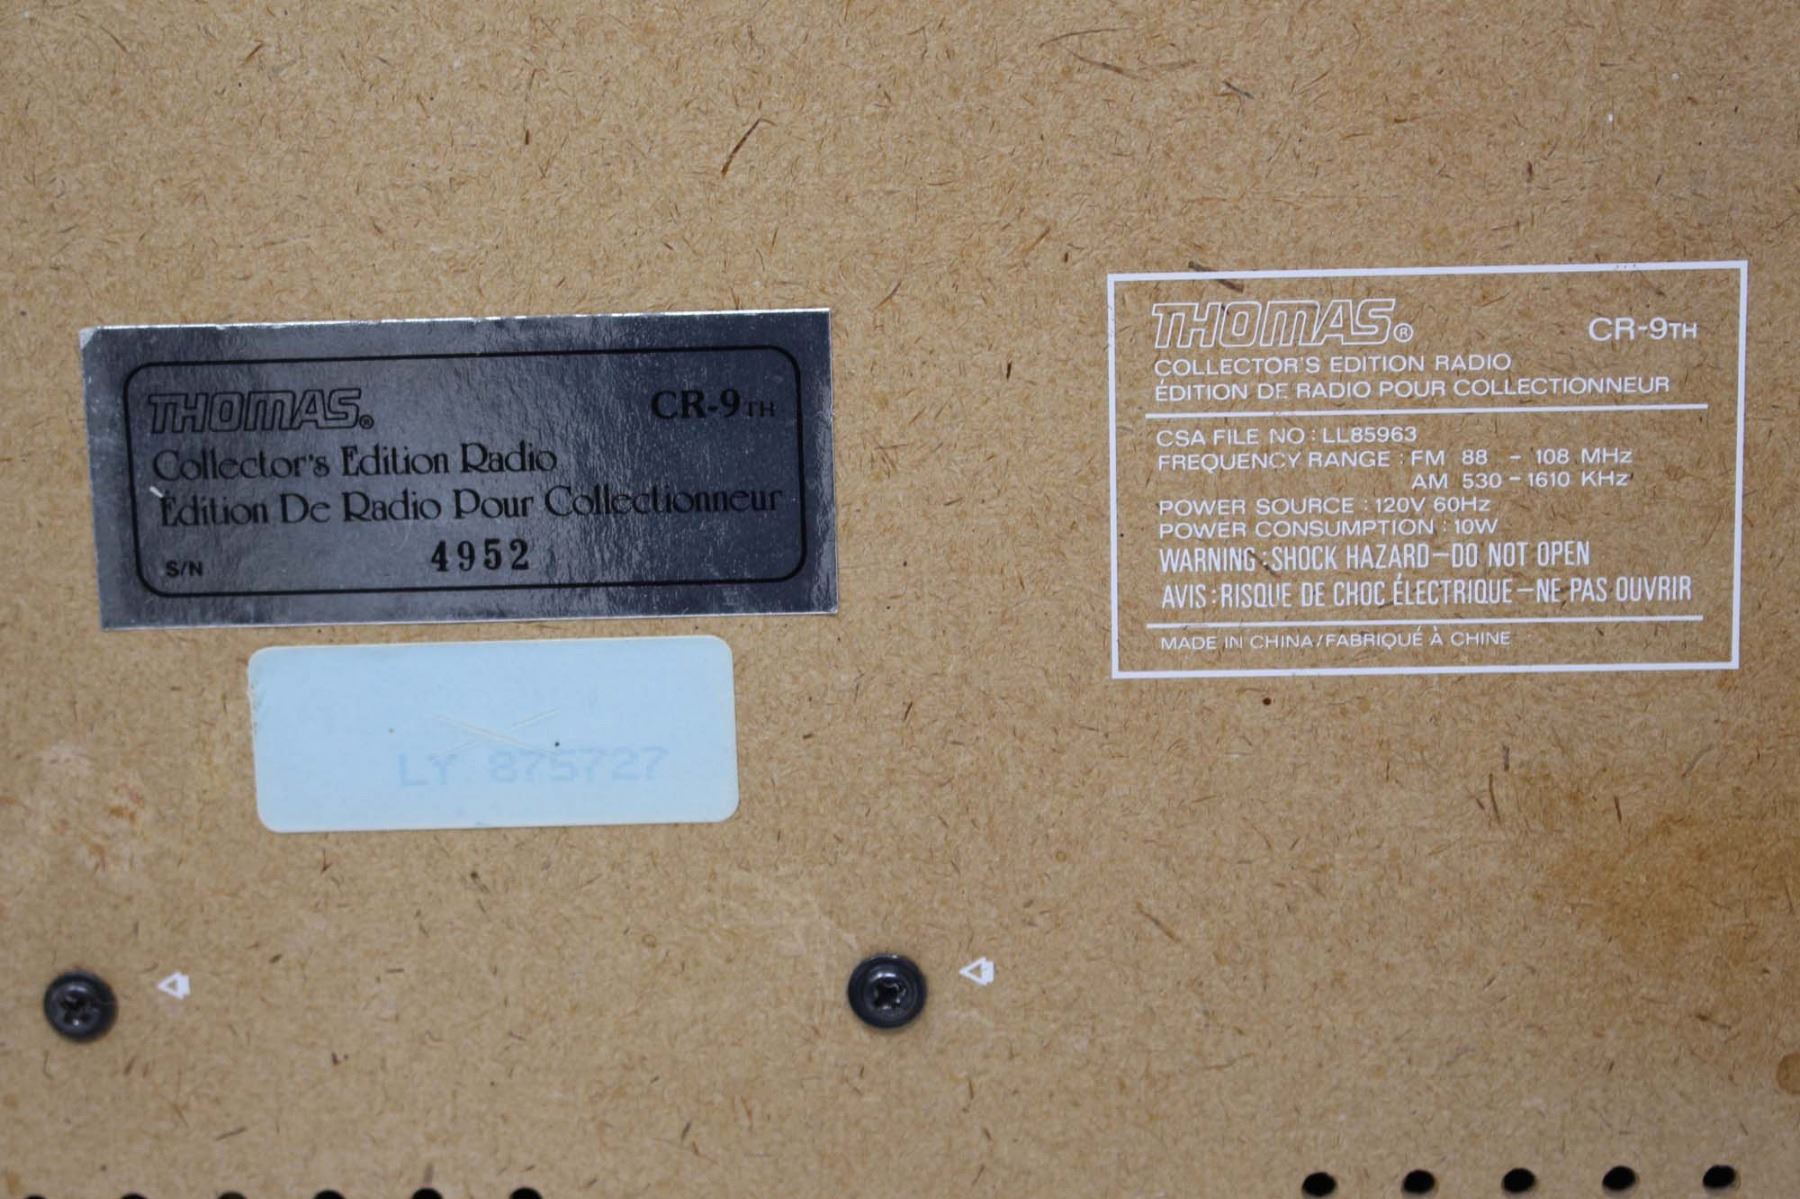 THOMAS® CR-9TH
Collector's Edition Radio
Édition De Radio Pour Collectionneur
S/N 4952
LY 875727
THOMAS® CR-9TH
COLLECTOR'S EDITION RADIO
ÉDITION DE RADIO POUR COLLECTIONNEUR
CSA FILE NO : LL85963
FREQUENCY RANGE : FM 88 - 108 MHz
AM 530 - 1610 KHz
POWER SOURCE : 120V 60Hz
POWER CONSUMPTION : 10W
WARNING : SHOCK HAZARD — DO NOT OPEN
AVIS : RISQUE DE CHOC ÉLECTRIQUE — NE PAS OUVRIR
MADE IN CHINA / FABRIQUÉ À CHINE